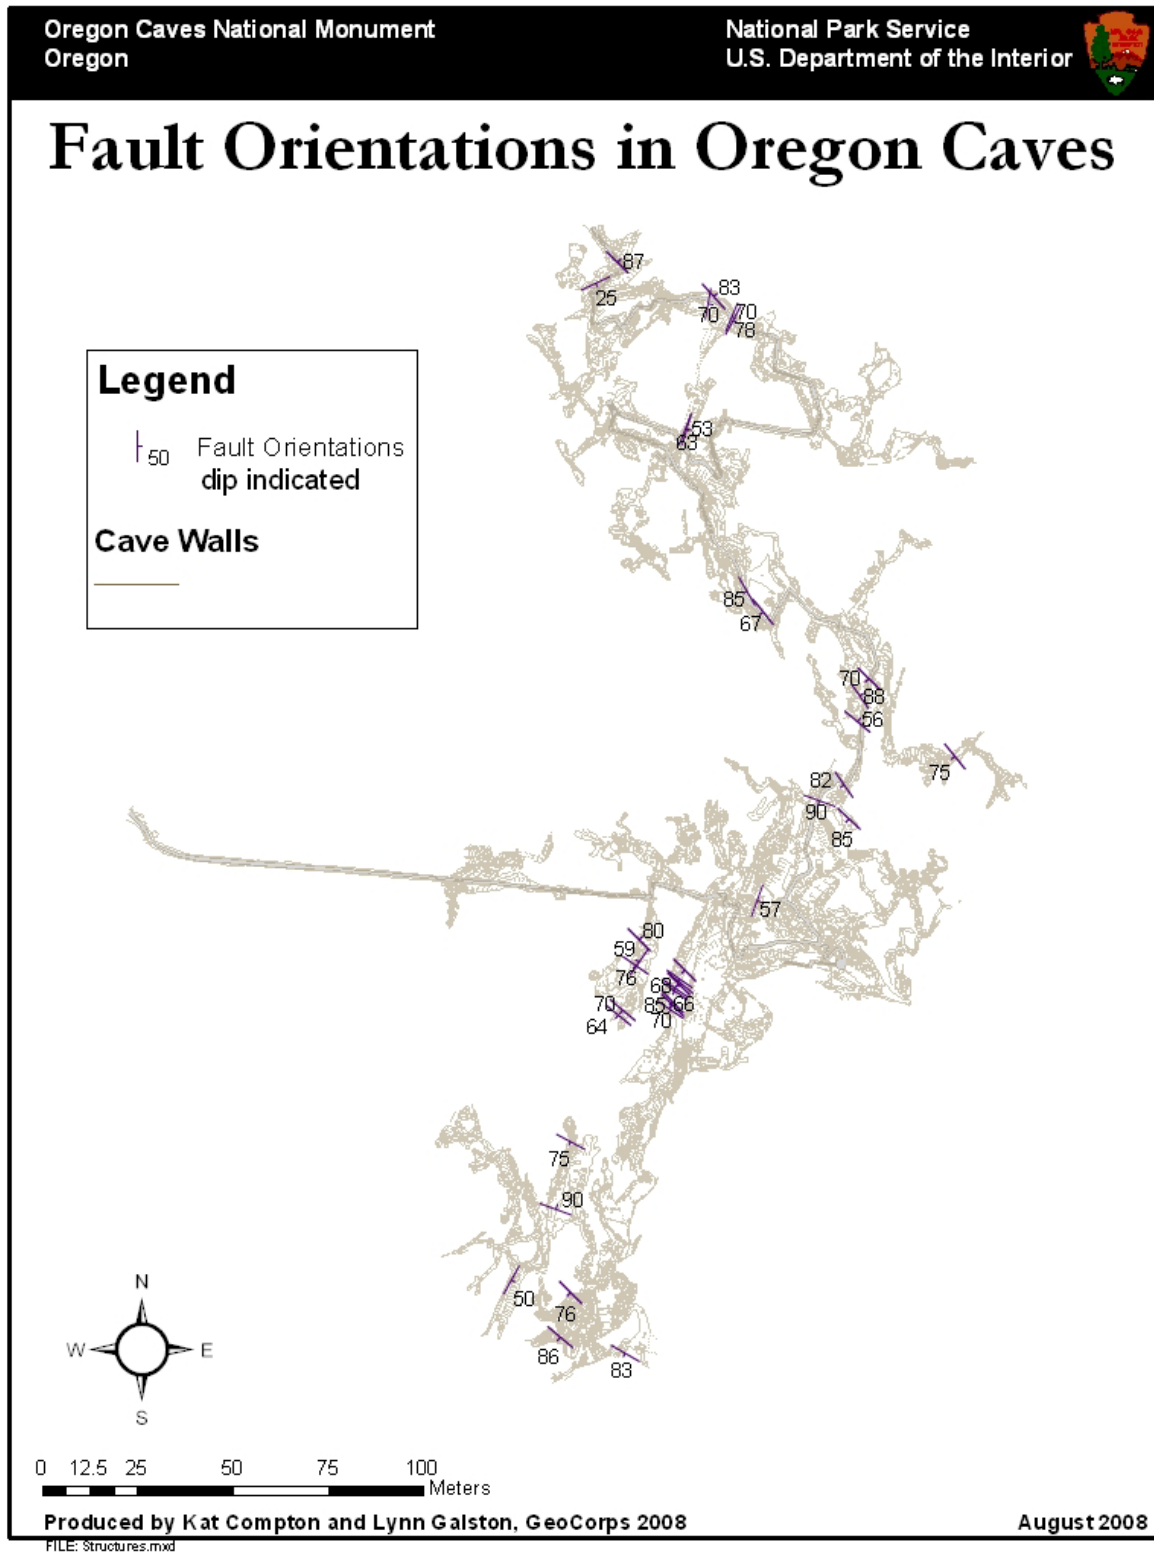 Oregon Caves National Monument
Oregon
National Park Service
U.S. Department of the Interior
Fault Orientations in Oregon Caves
87
25
83
70
70
78
Legend
50 Fault Orientations
dip indicated
Cave Walls
53
63
85
67
70
88
56
75
82
90
85
57
80
59
76
68
70
85
66
64
70
75
90
50
76
86
83
N
W E
S
0 12.5 25 50 75 100
Meters
Produced by Kat Compton and Lynn Galston, GeoCorps 2008
August 2008
FILE: Structures.mxd